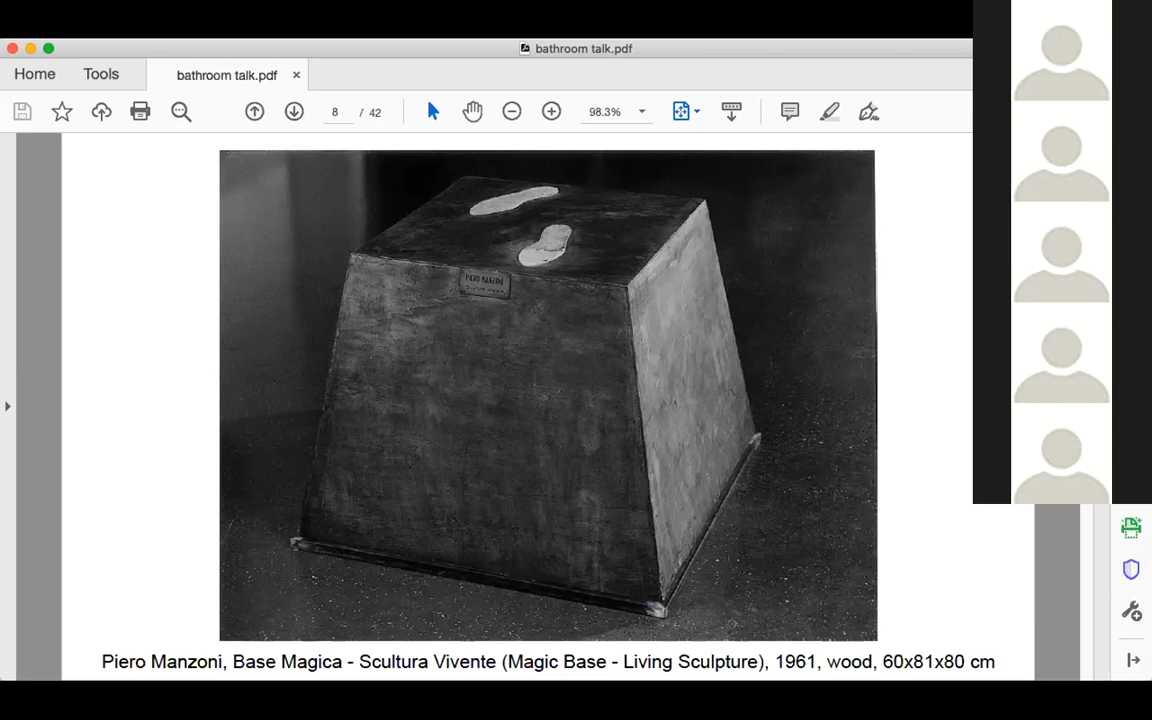 bathroom talk.pdf
Home Tools bathroom talk.pdf ×
8 / 42 98.3%
PIERO MANZONI
Piero Manzoni, Base Magica - Scultura Vivente (Magic Base - Living Sculpture), 1961, wood, 60x81x80 cm